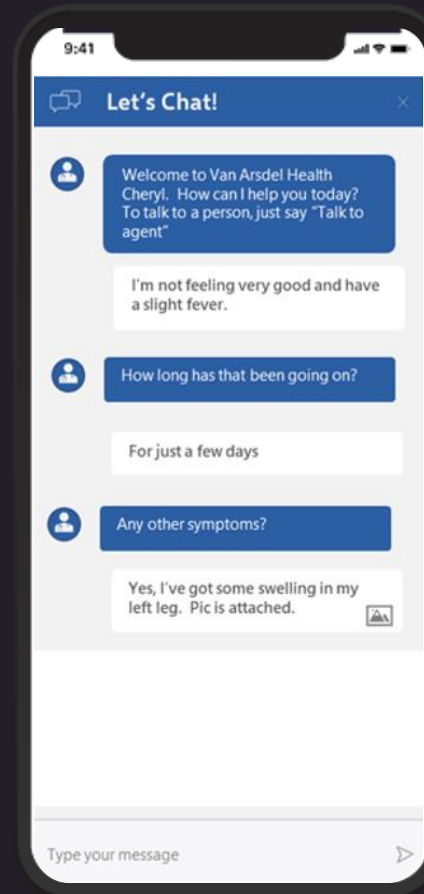 9:41
Let's Chat!
Welcome to Van Arsdel Health
Cheryl.  How can I help you today?
To talk to a person, just say "Talk to
agent"
I'm not feeling very good and have
a slight fever.
How long has that been going on?
For just a few days
Any other symptoms?
Yes, I've got some swelling in my
left leg.  Pic is attached.
Type your message